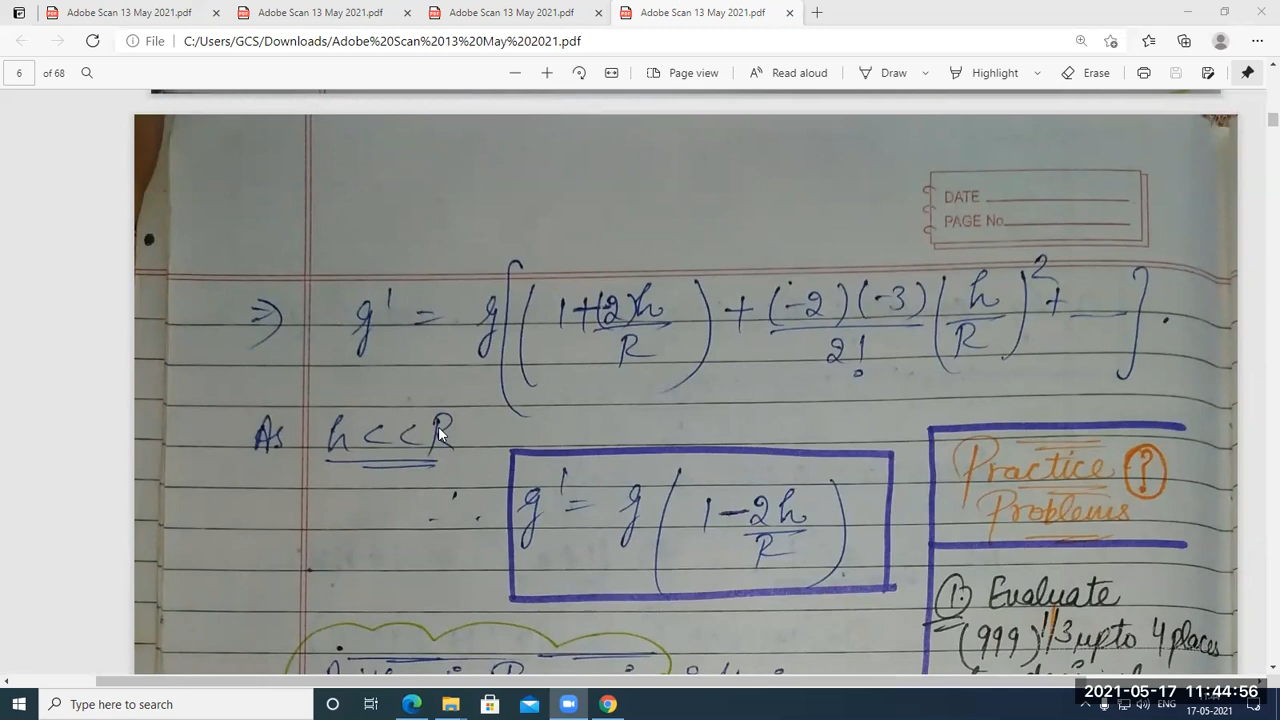 Adobe Scan 13 May 2021.pdf
Adobe Scan 13 May 2021.pdf
Adobe Scan 13 May 2021.pdf
Adobe Scan 13 May 2021.pdf
File C:/Users/GCS/Downloads/Adobe%20Scan%2013%20May%202021.pdf
6 of 68 Page view Read aloud Draw Highlight Erase
DATE
PAGE No.
⇒ g' = g[(1+(2)h/R) + (-2)(-3)/2! (h/R)² + __].
As h << R
∴ g' = g(1 - 2h/R)
Practice ?
Problems
1. Evaluate
(999)^1/3 upto 4 places
2021-05-17 11:44:56
Type here to search
ENG
17-05-2021